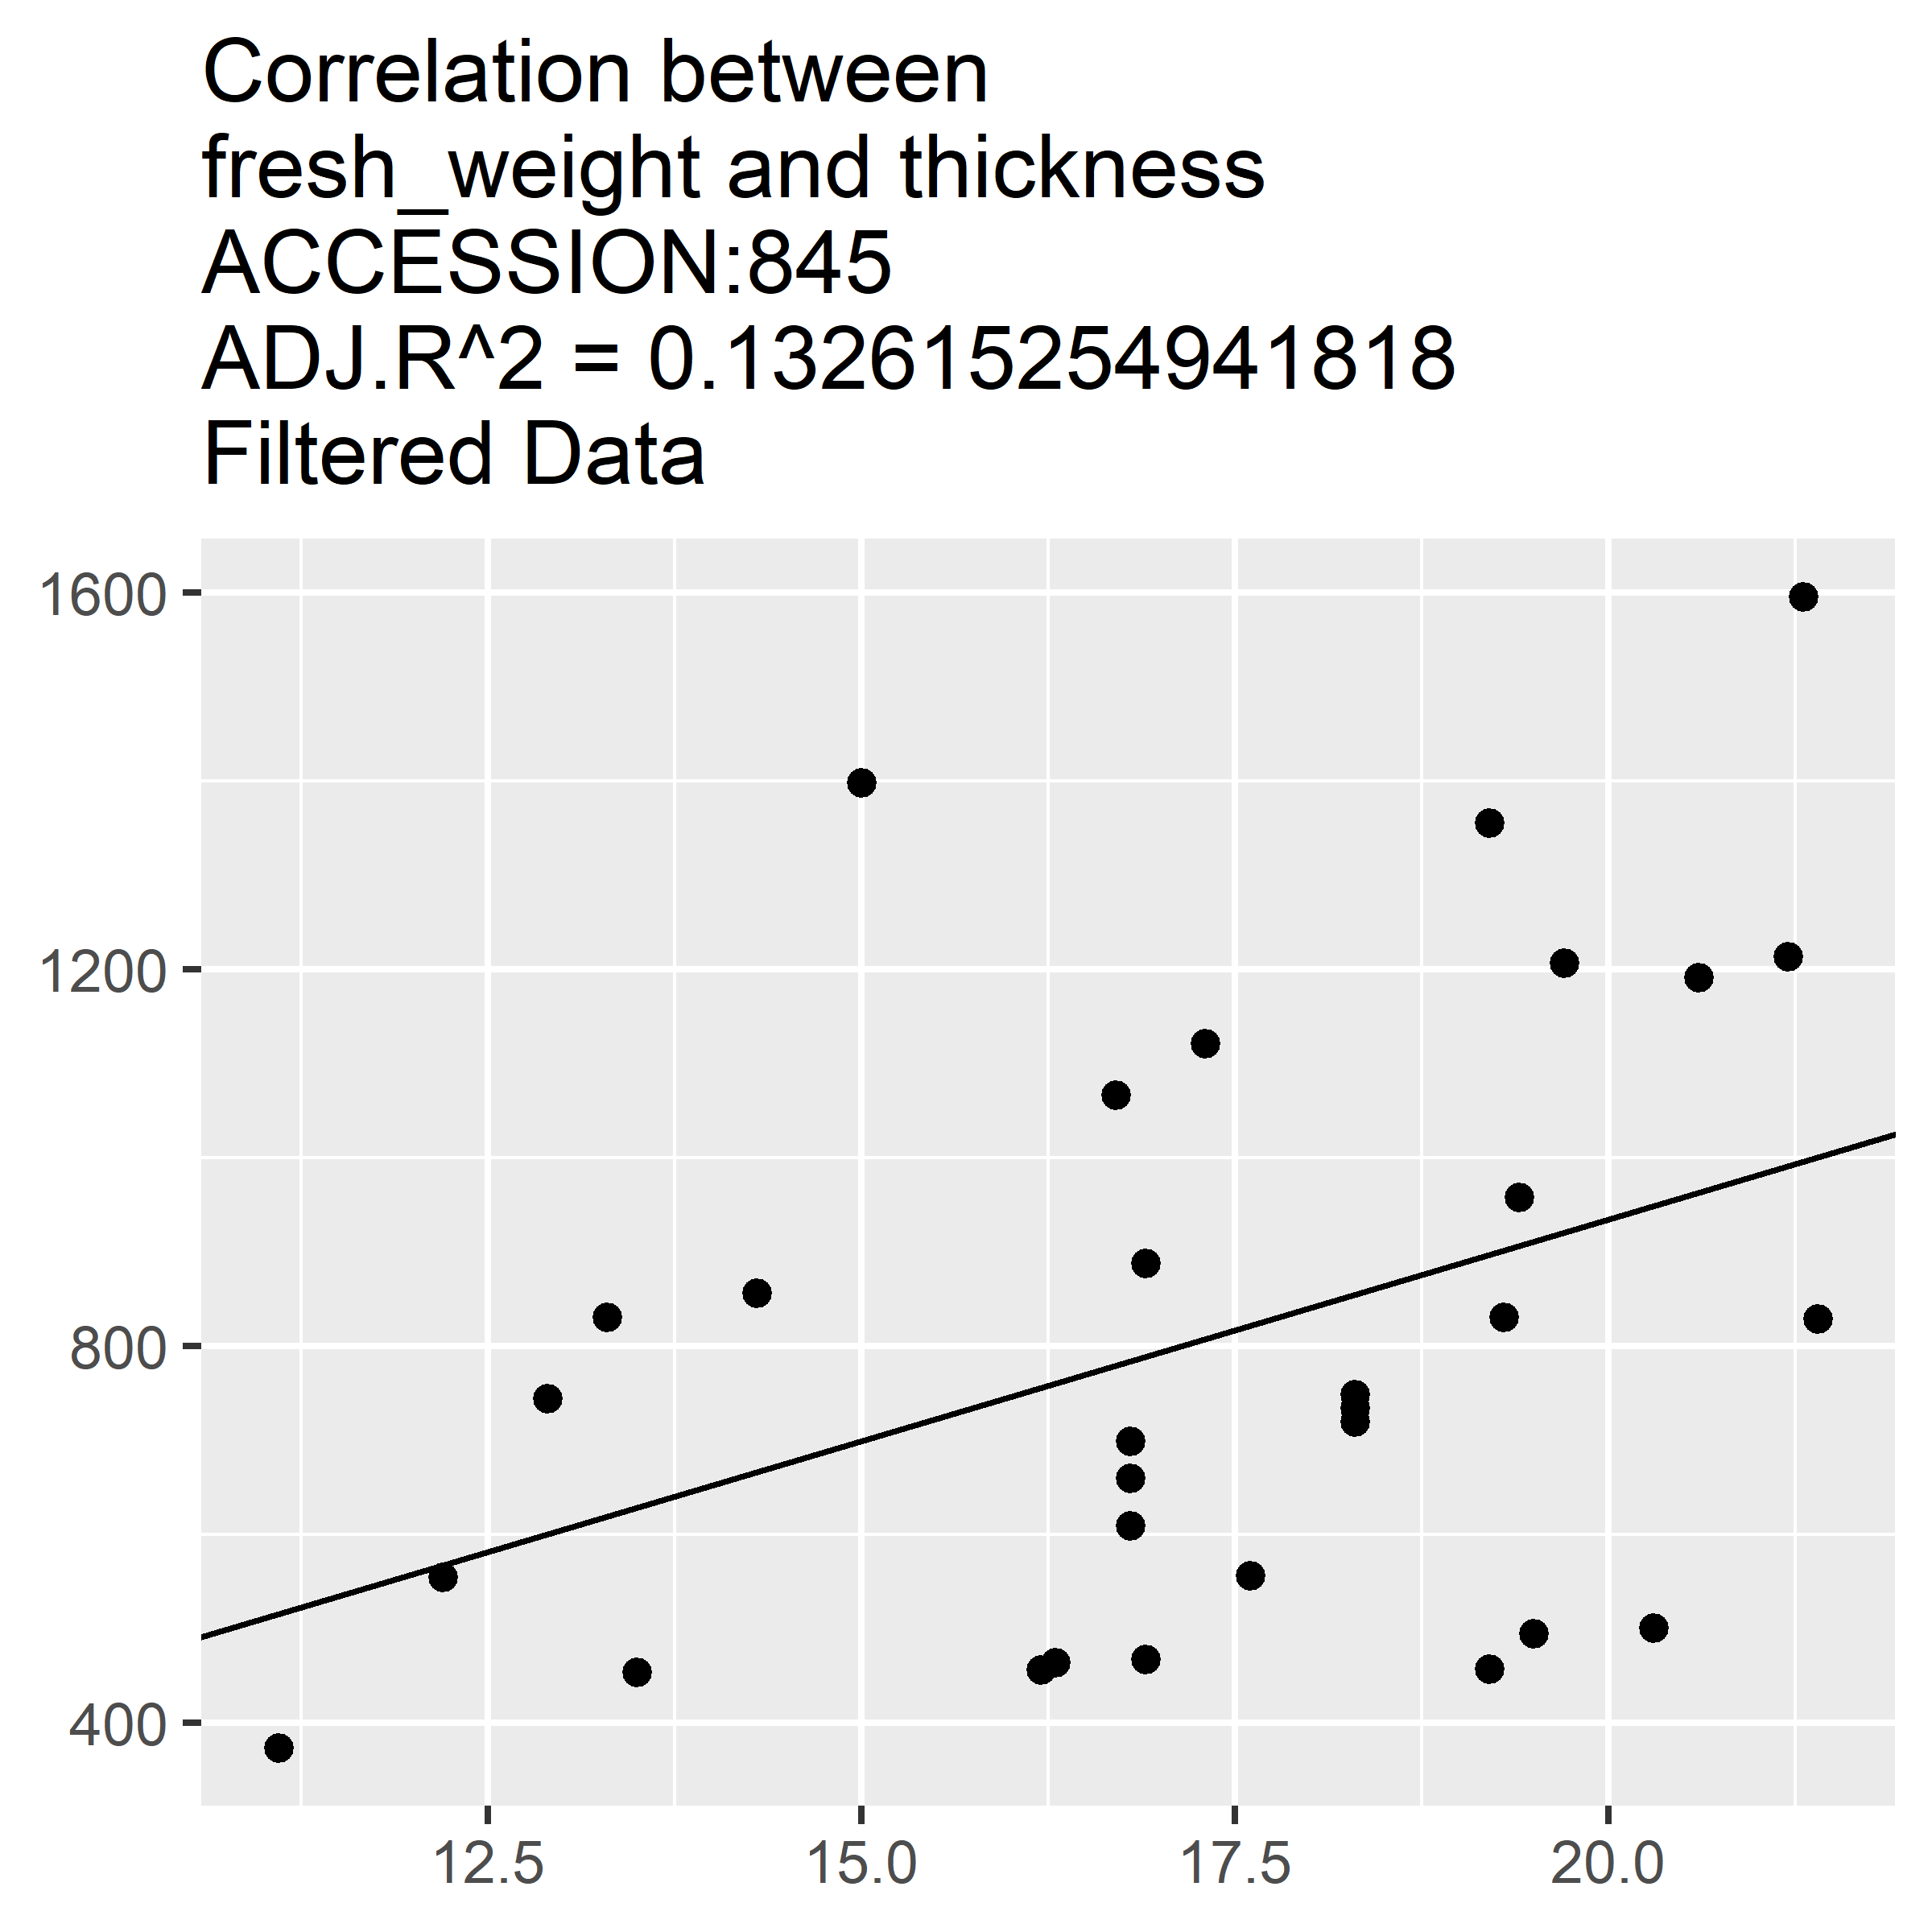 Correlation between
fresh_weight and thickness
ACCESSION:845
ADJ.R^2 = 0.132615254941818
Filtered Data
1600
1200
800
400
12.5 15.0 17.5 20.0